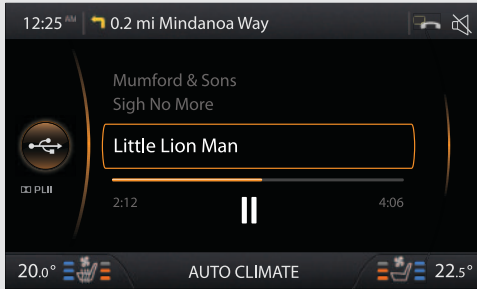 12:25 AM 0.2 mi Mindanoa Way
Mumford & Sons
Sigh No More
Little Lion Man
PLII
2:12 4:06
20.0° AUTO CLIMATE 22.5°